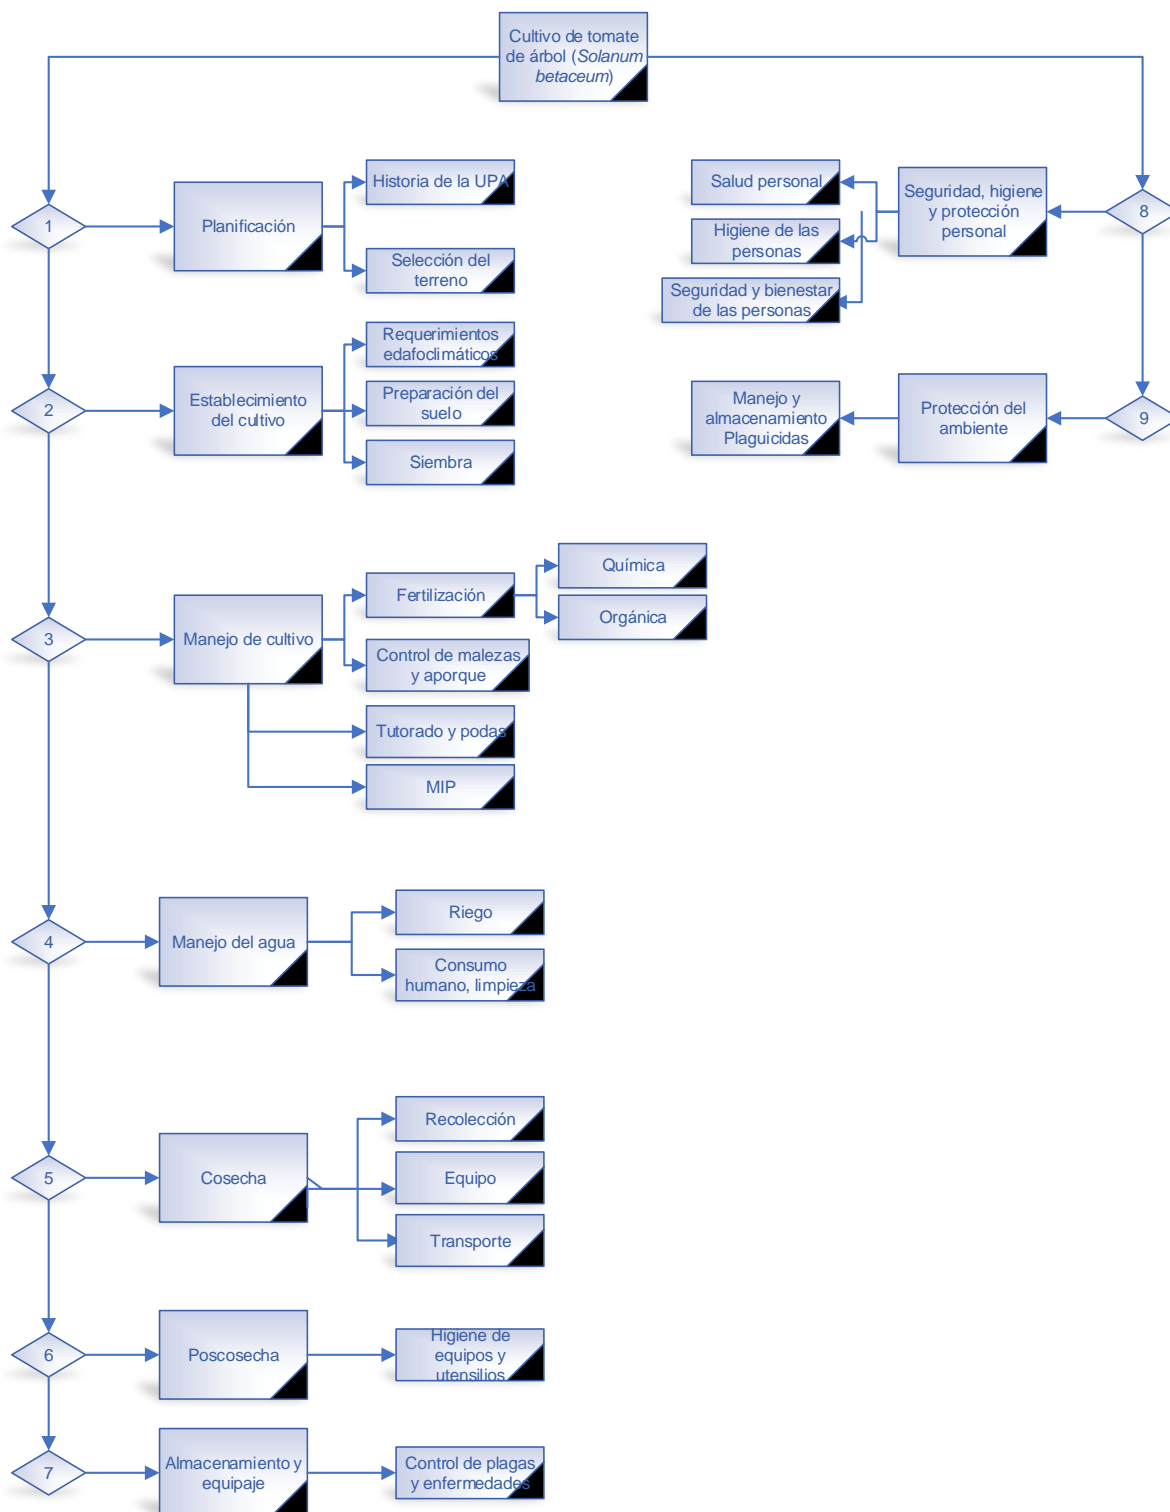 Cultivo de tomate
de árbol (Solanum
betaceum)
1
Planificación
Historia de la UPA
Selección del
terreno
2
Establecimiento
del cultivo
Requerimientos
edafoclimáticos
Preparación del
suelo
Siembra
3
Manejo de cultivo
Fertilización
Química
Orgánica
Control de malezas
y aporque
Tutorado y podas
MIP
4
Manejo del agua
Riego
Consumo
humano, limpieza
5
Cosecha
Recolección
Equipo
Transporte
6
Poscosecha
Higiene de
equipos y
utensilios
7
Almacenamiento y
equipaje
Control de plagas
y enfermedades
8
Seguridad, higiene
y protección
personal
Salud personal
Higiene de las
personas
Seguridad y bienestar
de las personas
9
Protección del
ambiente
Manejo y
almacenamiento
Plaguicidas